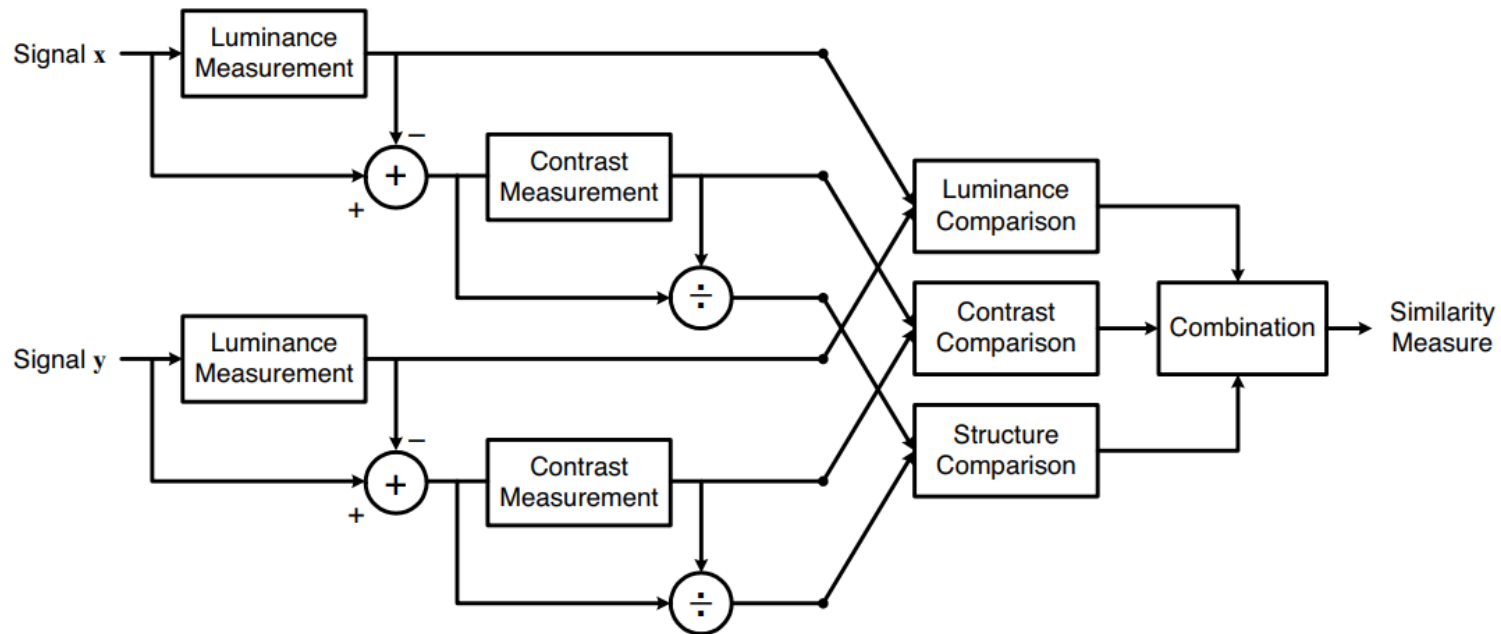 Signal x
Luminance
Measurement
−
+
+
Contrast
Measurement
÷
Signal y
Luminance
Measurement
−
+
+
Contrast
Measurement
÷
Luminance
Comparison
Contrast
Comparison
Structure
Comparison
Combination
Similarity
Measure